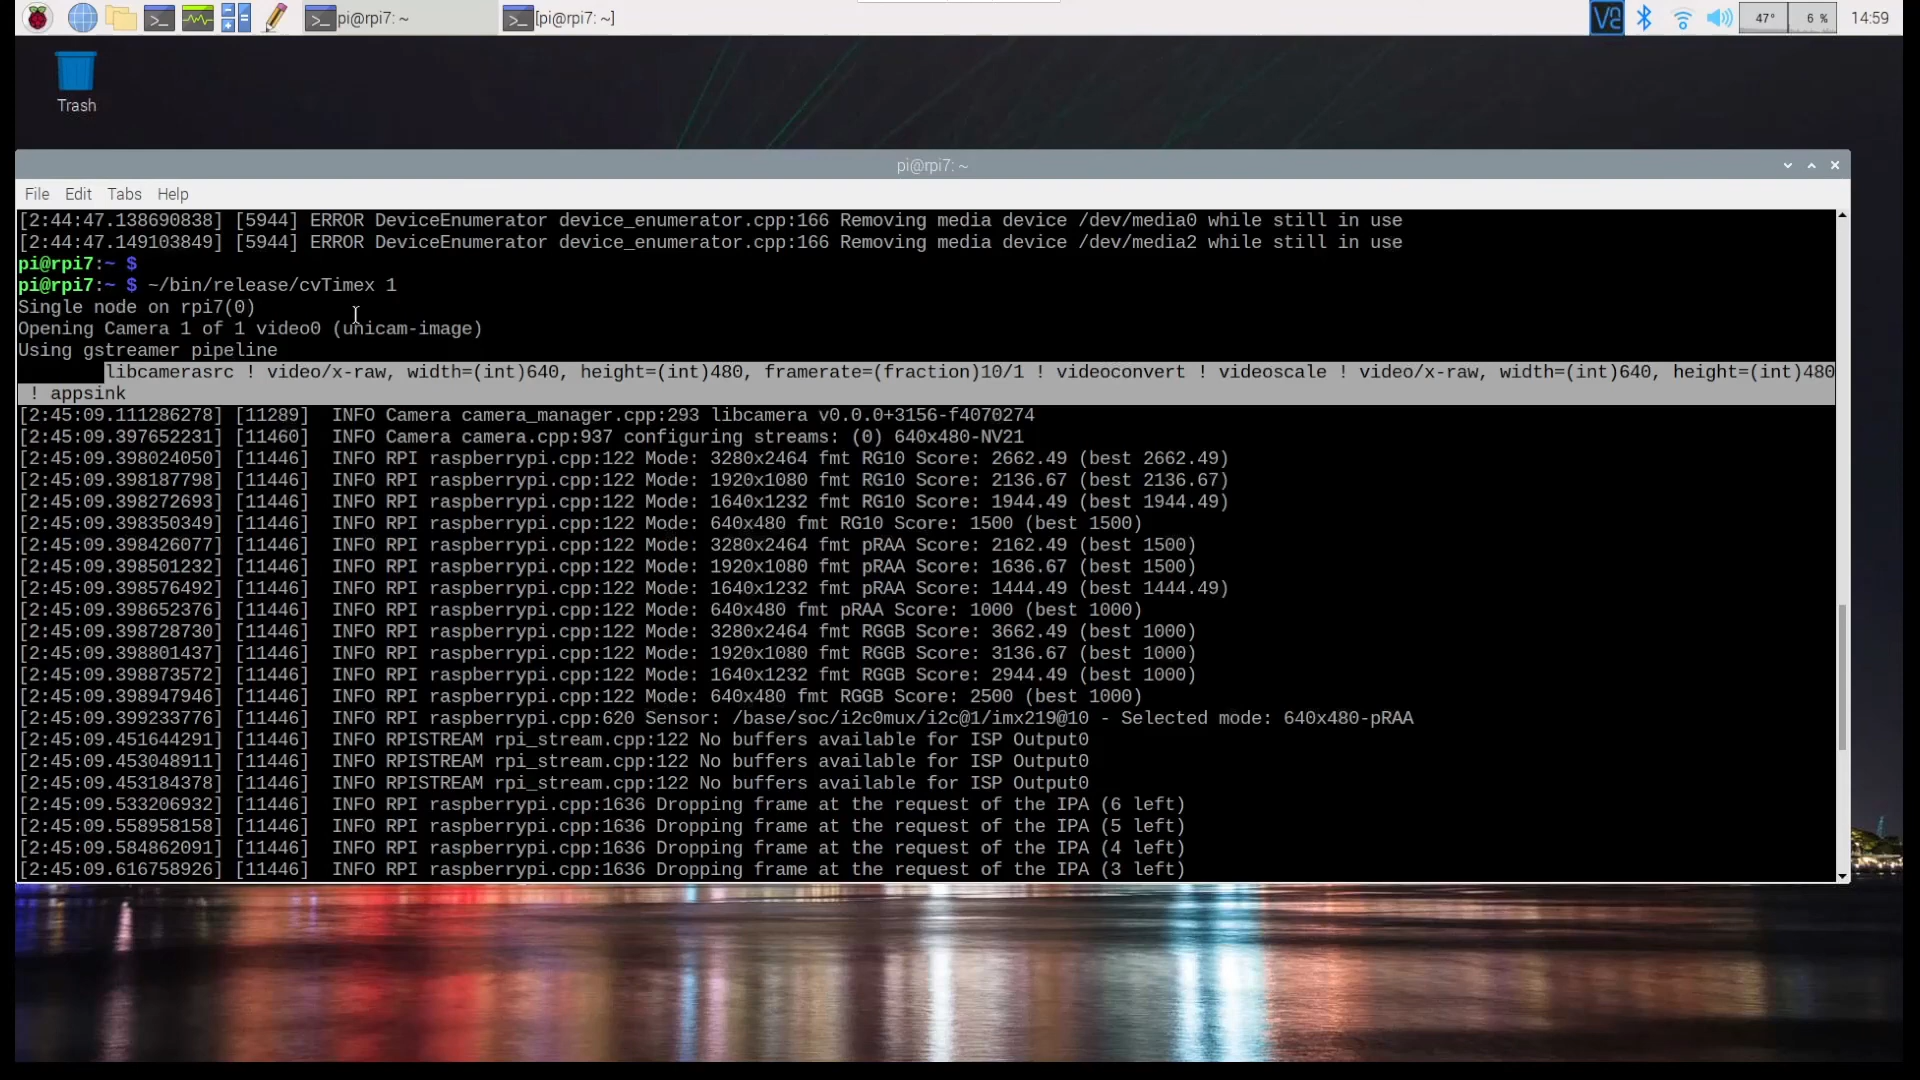 pi@rpi7: ~
[pi@rpi7: ~]
47°
6 %
14:59
Trash
pi@rpi7: ~
File Edit Tabs Help
[2:44:47.138690838] [5944] ERROR DeviceEnumerator device_enumerator.cpp:166 Removing media device /dev/media0 while still in use
[2:44:47.149103849] [5944] ERROR DeviceEnumerator device_enumerator.cpp:166 Removing media device /dev/media2 while still in use
pi@rpi7:~ $
pi@rpi7:~ $ ~/bin/release/cvTimex 1
Single node on rpi7(0)
Opening Camera 1 of 1 video0 (unicam-image)
Using gstreamer pipeline
libcamerasrc ! video/x-raw, width=(int)640, height=(int)480, framerate=(fraction)10/1 ! videoconvert ! videoscale ! video/x-raw, width=(int)640, height=(int)480
! appsink
[2:45:09.111286278] [11289]  INFO Camera camera_manager.cpp:293 libcamera v0.0.0+3156-f4070274
[2:45:09.397652231] [11460]  INFO Camera camera.cpp:937 configuring streams: (0) 640x480-NV21
[2:45:09.398024050] [11446]  INFO RPI raspberrypi.cpp:122 Mode: 3280x2464 fmt RG10 Score: 2662.49 (best 2662.49)
[2:45:09.398187798] [11446]  INFO RPI raspberrypi.cpp:122 Mode: 1920x1080 fmt RG10 Score: 2136.67 (best 2136.67)
[2:45:09.398272693] [11446]  INFO RPI raspberrypi.cpp:122 Mode: 1640x1232 fmt RG10 Score: 1944.49 (best 1944.49)
[2:45:09.398350349] [11446]  INFO RPI raspberrypi.cpp:122 Mode: 640x480 fmt RG10 Score: 1500 (best 1500)
[2:45:09.398426077] [11446]  INFO RPI raspberrypi.cpp:122 Mode: 3280x2464 fmt pRAA Score: 2162.49 (best 1500)
[2:45:09.398501232] [11446]  INFO RPI raspberrypi.cpp:122 Mode: 1920x1080 fmt pRAA Score: 1636.67 (best 1500)
[2:45:09.398576492] [11446]  INFO RPI raspberrypi.cpp:122 Mode: 1640x1232 fmt pRAA Score: 1444.49 (best 1444.49)
[2:45:09.398652376] [11446]  INFO RPI raspberrypi.cpp:122 Mode: 640x480 fmt pRAA Score: 1000 (best 1000)
[2:45:09.398728730] [11446]  INFO RPI raspberrypi.cpp:122 Mode: 3280x2464 fmt RGGB Score: 3662.49 (best 1000)
[2:45:09.398801437] [11446]  INFO RPI raspberrypi.cpp:122 Mode: 1920x1080 fmt RGGB Score: 3136.67 (best 1000)
[2:45:09.398873572] [11446]  INFO RPI raspberrypi.cpp:122 Mode: 1640x1232 fmt RGGB Score: 2944.49 (best 1000)
[2:45:09.398947946] [11446]  INFO RPI raspberrypi.cpp:122 Mode: 640x480 fmt RGGB Score: 2500 (best 1000)
[2:45:09.399233776] [11446]  INFO RPI raspberrypi.cpp:620 Sensor: /base/soc/i2c0mux/i2c@1/imx219@10 - Selected mode: 640x480-pRAA
[2:45:09.451644291] [11446]  INFO RPISTREAM rpi_stream.cpp:122 No buffers available for ISP Output0
[2:45:09.453048911] [11446]  INFO RPISTREAM rpi_stream.cpp:122 No buffers available for ISP Output0
[2:45:09.453184378] [11446]  INFO RPISTREAM rpi_stream.cpp:122 No buffers available for ISP Output0
[2:45:09.533206932] [11446]  INFO RPI raspberrypi.cpp:1636 Dropping frame at the request of the IPA (6 left)
[2:45:09.558958158] [11446]  INFO RPI raspberrypi.cpp:1636 Dropping frame at the request of the IPA (5 left)
[2:45:09.584862091] [11446]  INFO RPI raspberrypi.cpp:1636 Dropping frame at the request of the IPA (4 left)
[2:45:09.616758926] [11446]  INFO RPI raspberrypi.cpp:1636 Dropping frame at the request of the IPA (3 left)